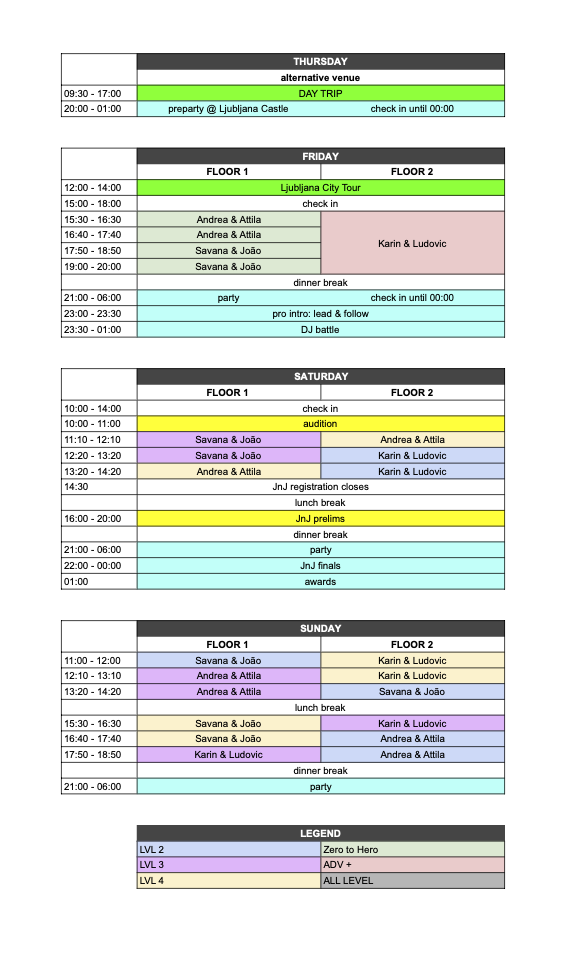 THURSDAY
alternative venue
09:30 - 17:00 DAY TRIP
20:00 - 01:00 preparty @ Ljubljana Castle check in until 00:00
FRIDAY
FLOOR 1 FLOOR 2
12:00 - 14:00 Ljubljana City Tour
15:00 - 18:00 check in
15:30 - 16:30 Andrea & Attila
16:40 - 17:40 Andrea & Attila
Karin & Ludovic
17:50 - 18:50 Savana & João
19:00 - 20:00 Savana & João
dinner break
21:00 - 06:00 party check in until 00:00
23:00 - 23:30 pro intro: lead & follow
23:30 - 01:00 DJ battle
SATURDAY
FLOOR 1 FLOOR 2
10:00 - 14:00 check in
10:00 - 11:00 audition
11:10 - 12:10 Savana & João Andrea & Attila
12:20 - 13:20 Savana & João Karin & Ludovic
13:20 - 14:20 Andrea & Attila Karin & Ludovic
14:30 JnJ registration closes
lunch break
16:00 - 20:00 JnJ prelims
dinner break
21:00 - 06:00 party
22:00 - 00:00 JnJ finals
01:00 awards
SUNDAY
FLOOR 1 FLOOR 2
11:00 - 12:00 Savana & João Karin & Ludovic
12:10 - 13:10 Andrea & Attila Karin & Ludovic
13:20 - 14:20 Andrea & Attila Savana & João
lunch break
15:30 - 16:30 Savana & João Karin & Ludovic
16:40 - 17:40 Savana & João Andrea & Attila
17:50 - 18:50 Karin & Ludovic Andrea & Attila
dinner break
21:00 - 06:00 party
LEGEND
LVL 2 Zero to Hero
LVL 3 ADV +
LVL 4 ALL LEVEL